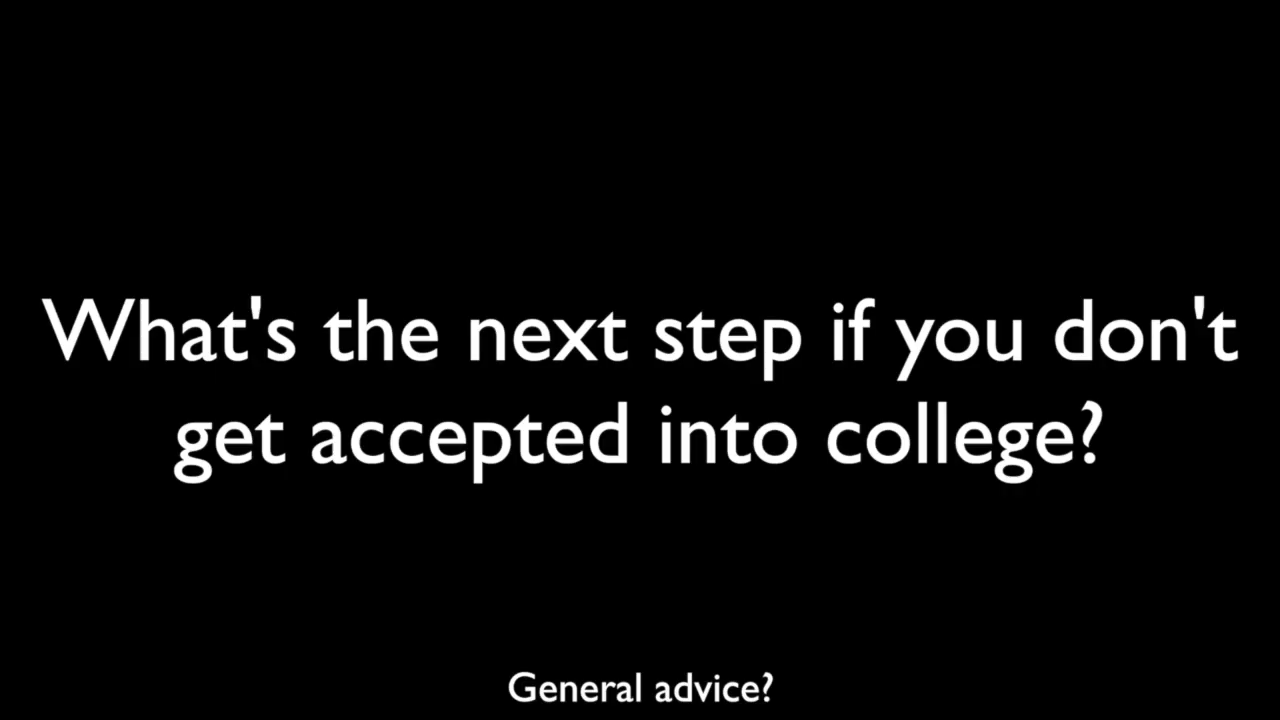 What's the next step if you don't
get accepted into college?
General advice?